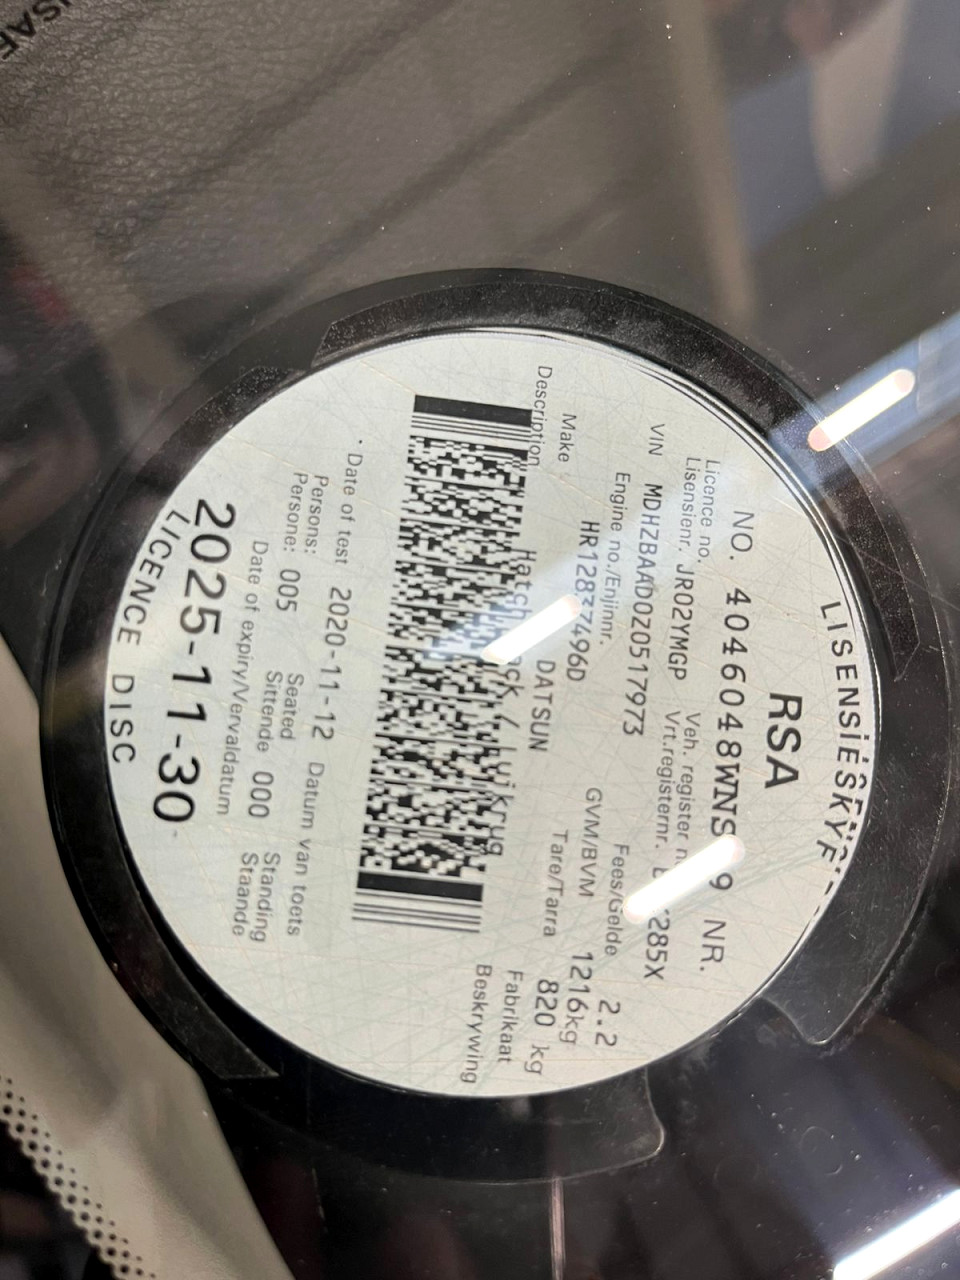 LISENSIESKYF
RSA
NO. 4046048WNS 9 NR.
Licence no.
Lisensienr. JR02YMGP
Veh. register
Vrt.registernr. 285X
VIN MDHZBAAD0Z0517973
Engine no./Enjinnr.
HR12837496D
Fees/Gelde 2.2
GVM/BVM 1216kg
Tare/Tarra 820 kg
Make DATSUN Fabrikaat
Description Beskrywing
Date of test 2020-11-12 Datum van toets
Persons: Seated Standing
Persone: 005 Sittende 000 Staande
Date of expiry/Vervaldatum
2025-11-30
LICENCE DISC